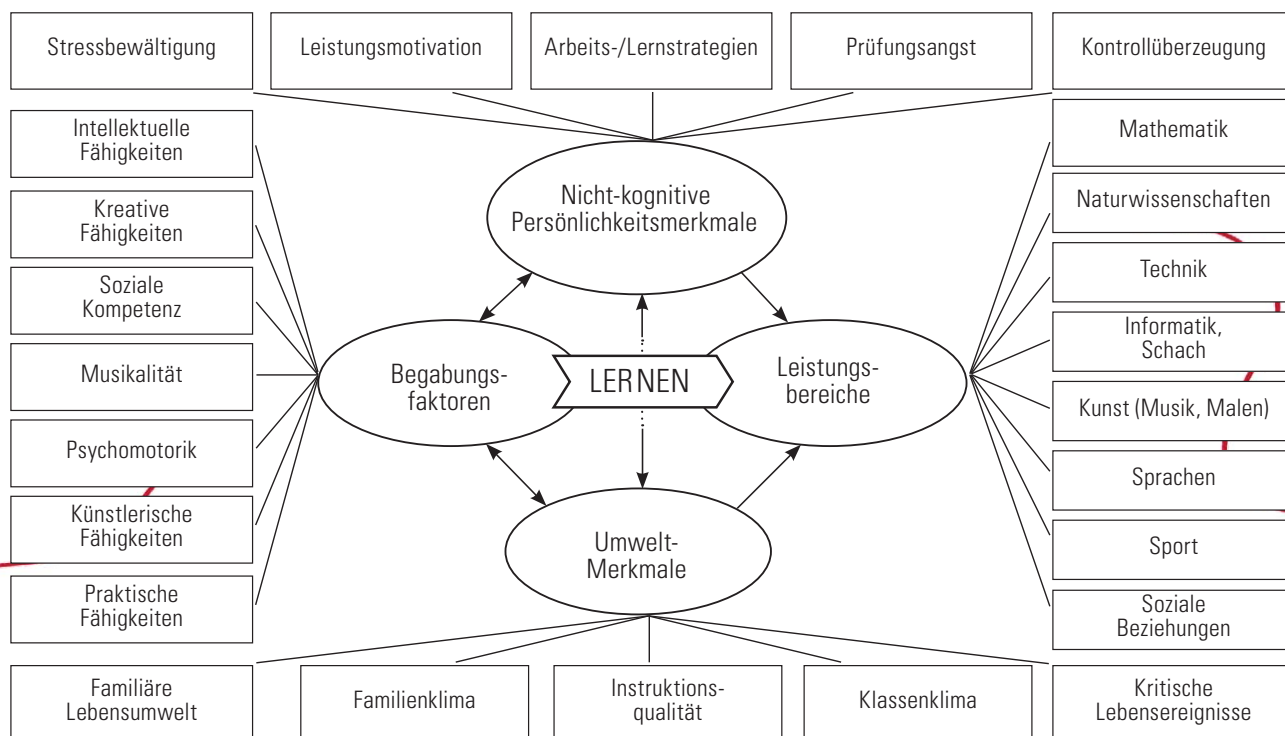 Stressbewältigung
Leistungsmotivation
Arbeits-/Lernstrategien
Prüfungsangst
Kontrollüberzeugung
Intellektuelle
Fähigkeiten
Kreative
Fähigkeiten
Soziale
Kompetenz
Musikalität
Psychomotorik
Künstlerische
Fähigkeiten
Praktische
Fähigkeiten
Nicht-kognitive
Persönlichkeitsmerkmale
Begabungs-
faktoren
LERNEN
Leistungs-
bereiche
Umwelt-
Merkmale
Mathematik
Naturwissenschaften
Technik
Informatik,
Schach
Kunst (Musik, Malen)
Sprachen
Sport
Soziale
Beziehungen
Familiäre
Lebensumwelt
Familienklima
Instruktions-
qualität
Klassenklima
Kritische
Lebensereignisse